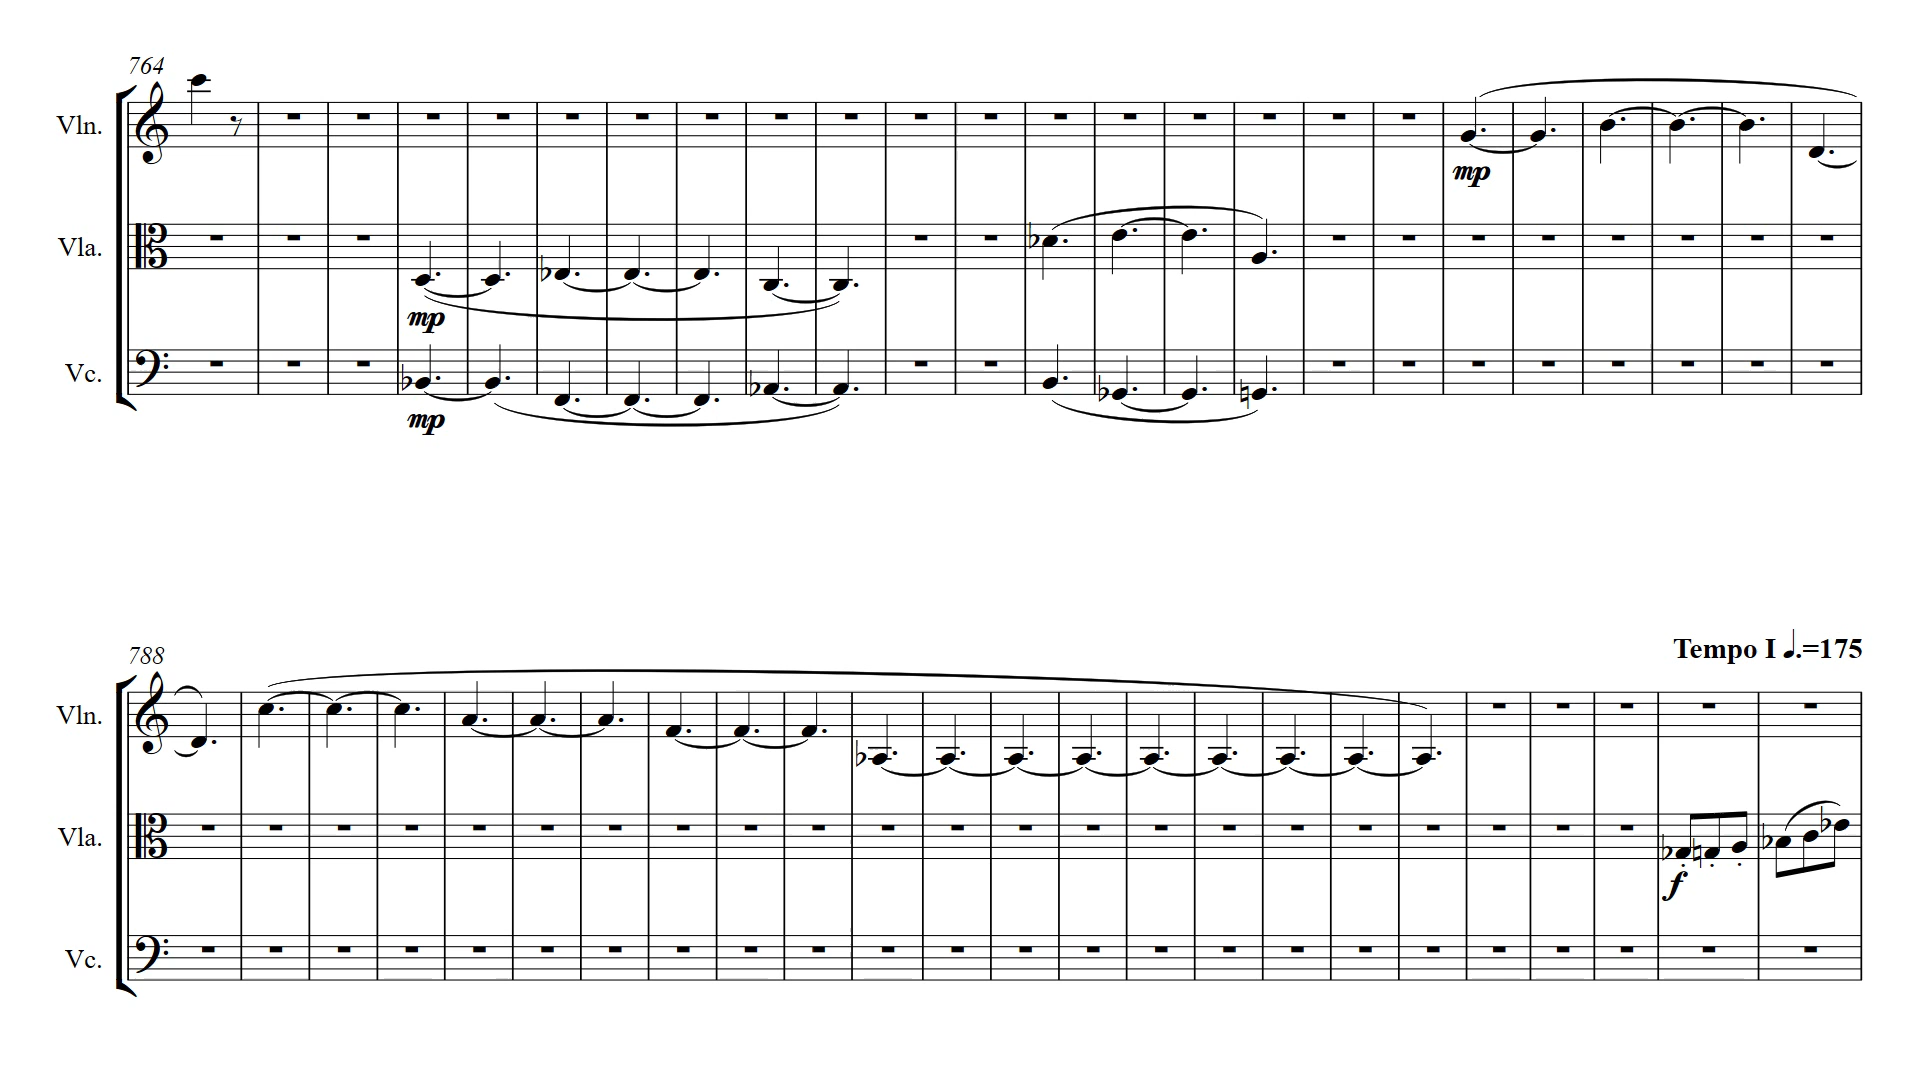 764
Vln.
Vla.
mp
Vc.
mp
mp
788
Tempo I ♩.=175
Vln.
Vla.
f
Vc.